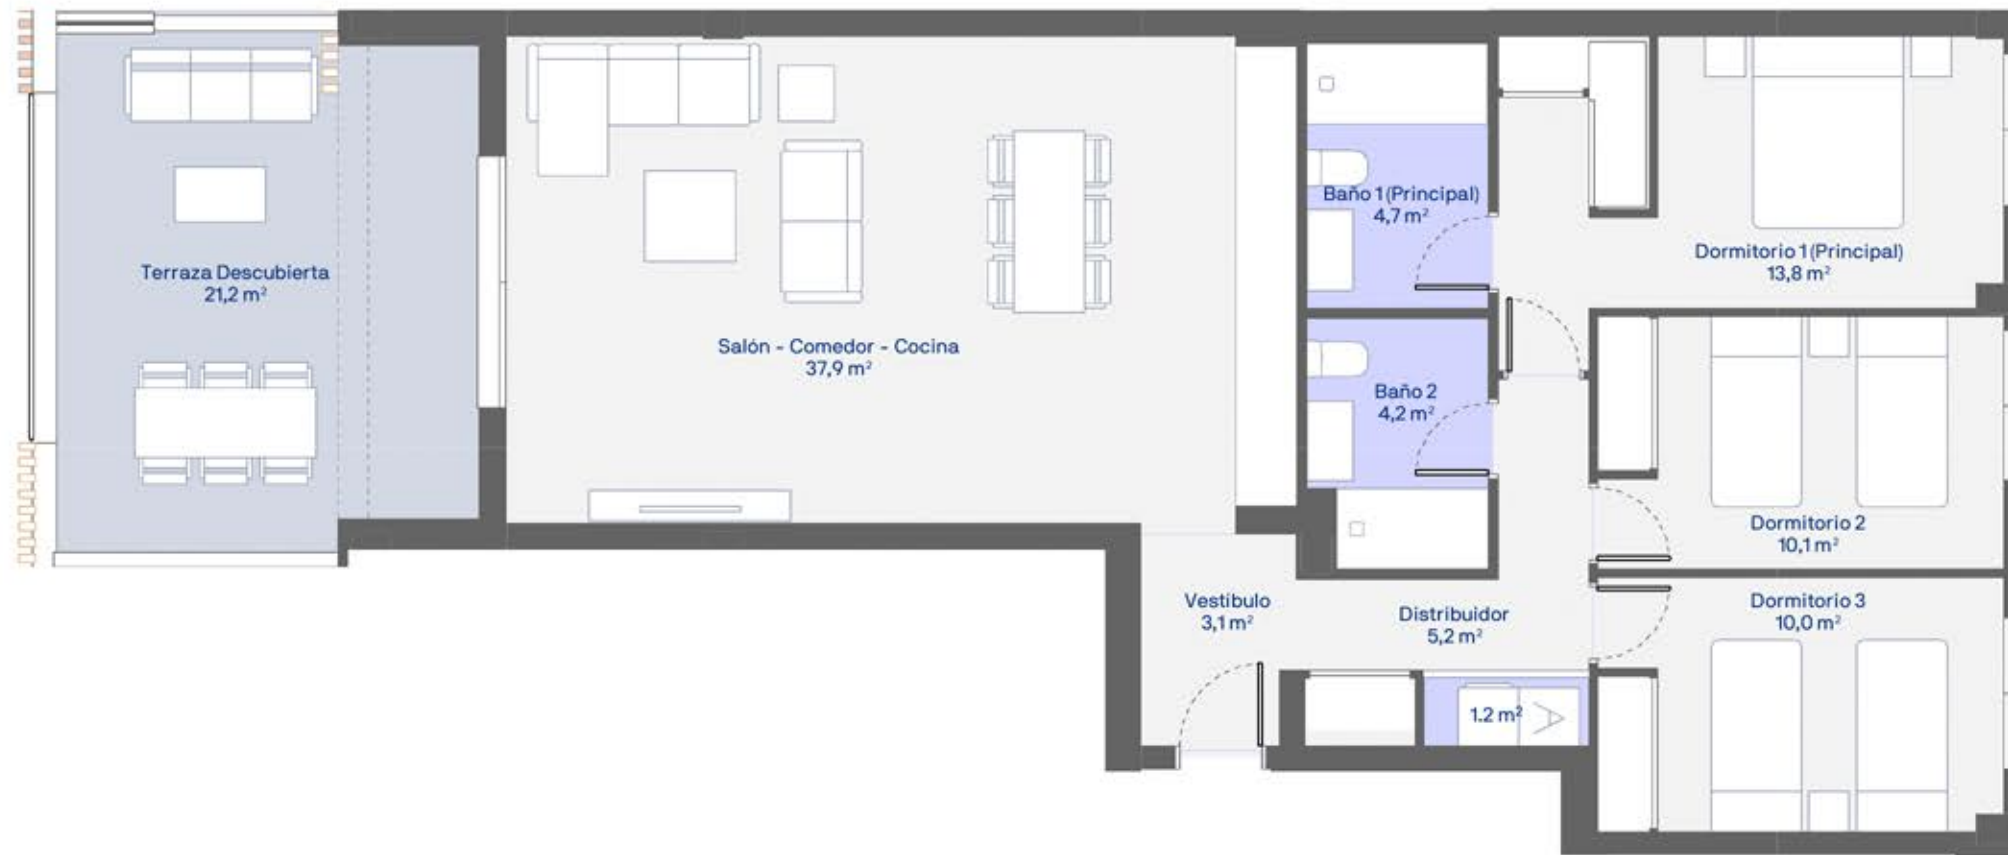 Terraza Descubierta
21,2 m²
Salón - Comedor - Cocina
37,9 m²
Baño 1 (Principal)
4,7 m²
Baño 2
4,2 m²
Dormitorio 1 (Principal)
13,8 m²
Dormitorio 2
10,1 m²
Dormitorio 3
10,0 m²
Vestíbulo
3,1 m²
Distribuidor
5,2 m²
1.2 m²
A